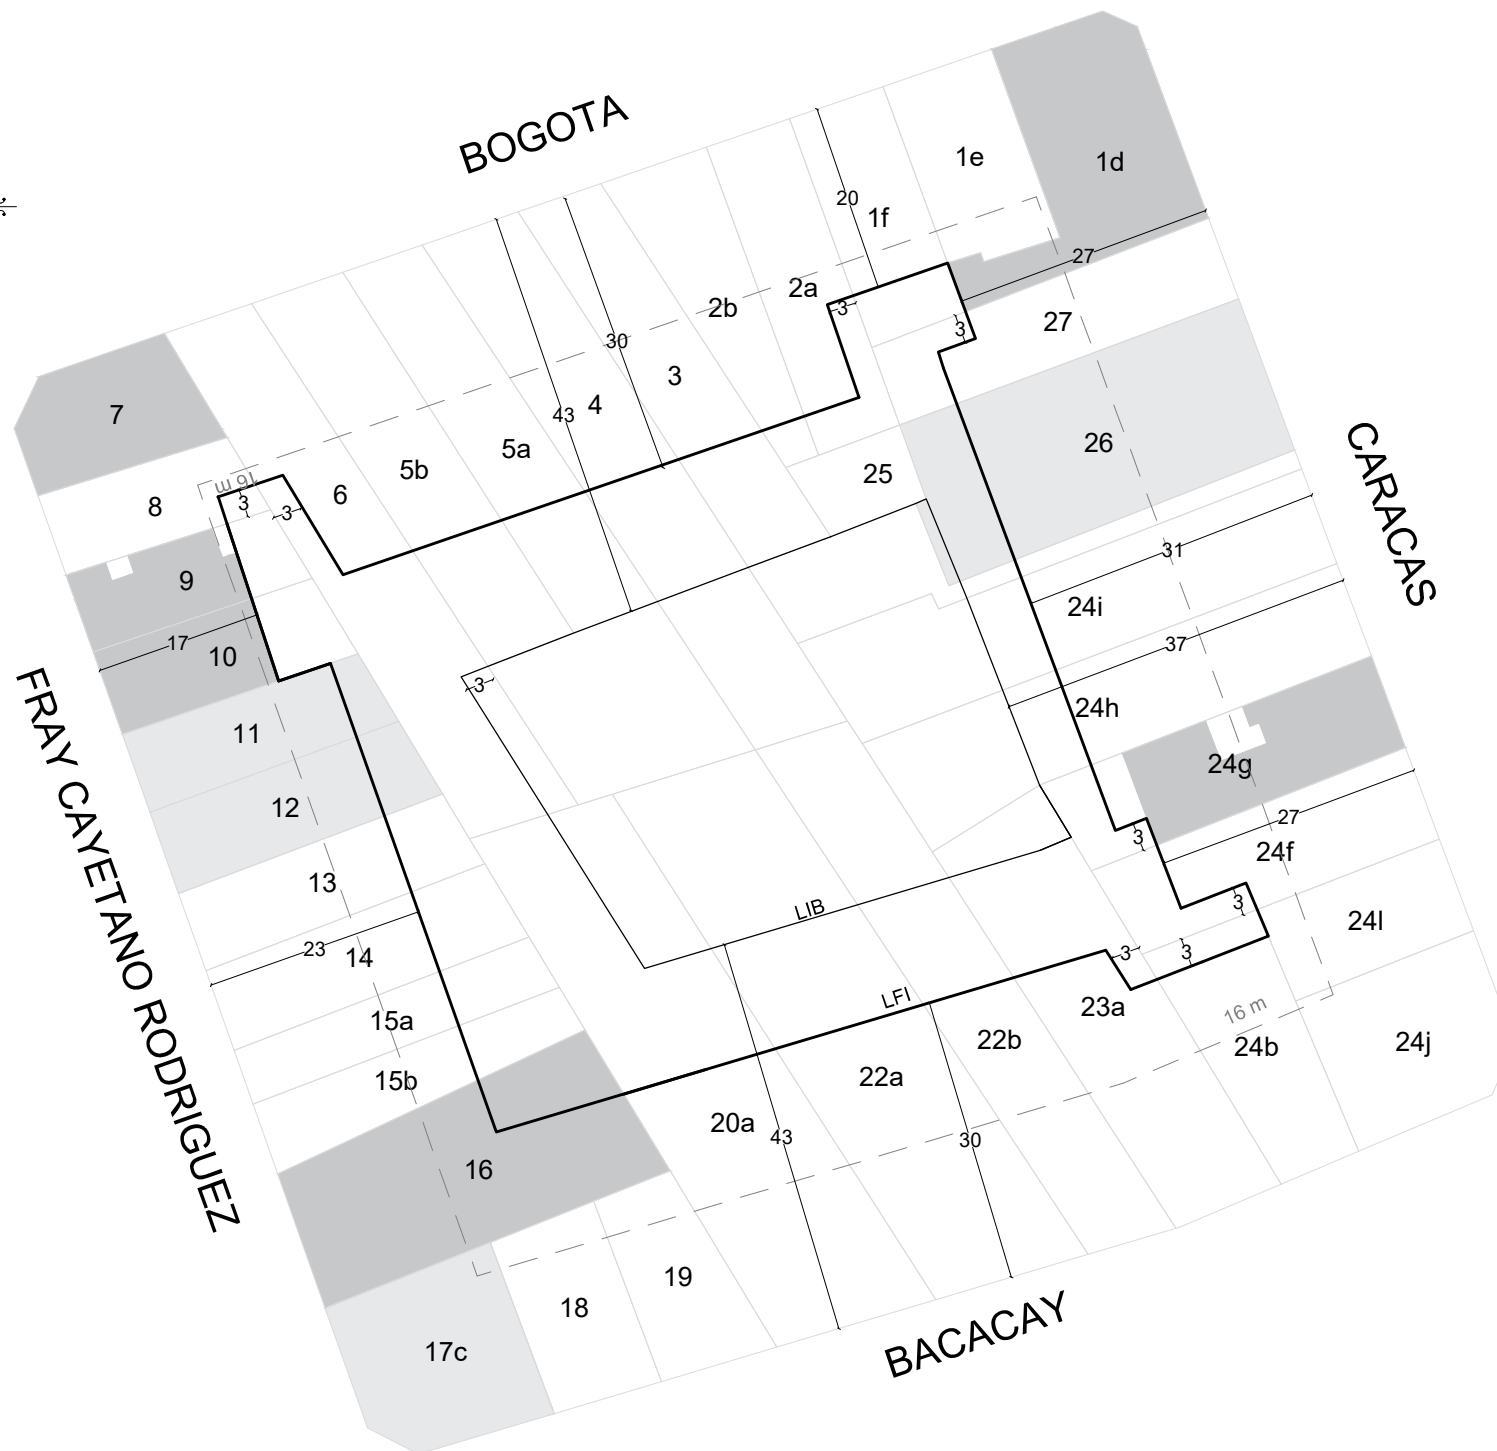 BOGOTA
1e
1d
20
1f
27
2a
2b
3
3
27
30
3
43
4
7
5a
26
25
5b
6
16 m
8
3
3
CARACAS
31
9
24i
17
37
10
3
24h
11
24g
12
27
3
24f
13
LIB
3
24l
FRAY CAYETANO RODRIGUEZ
23
14
3
3
LFI
23a
16 m
15a
22b
24b
24j
22a
15b
20a
43
30
16
19
18
BACACAY
17c